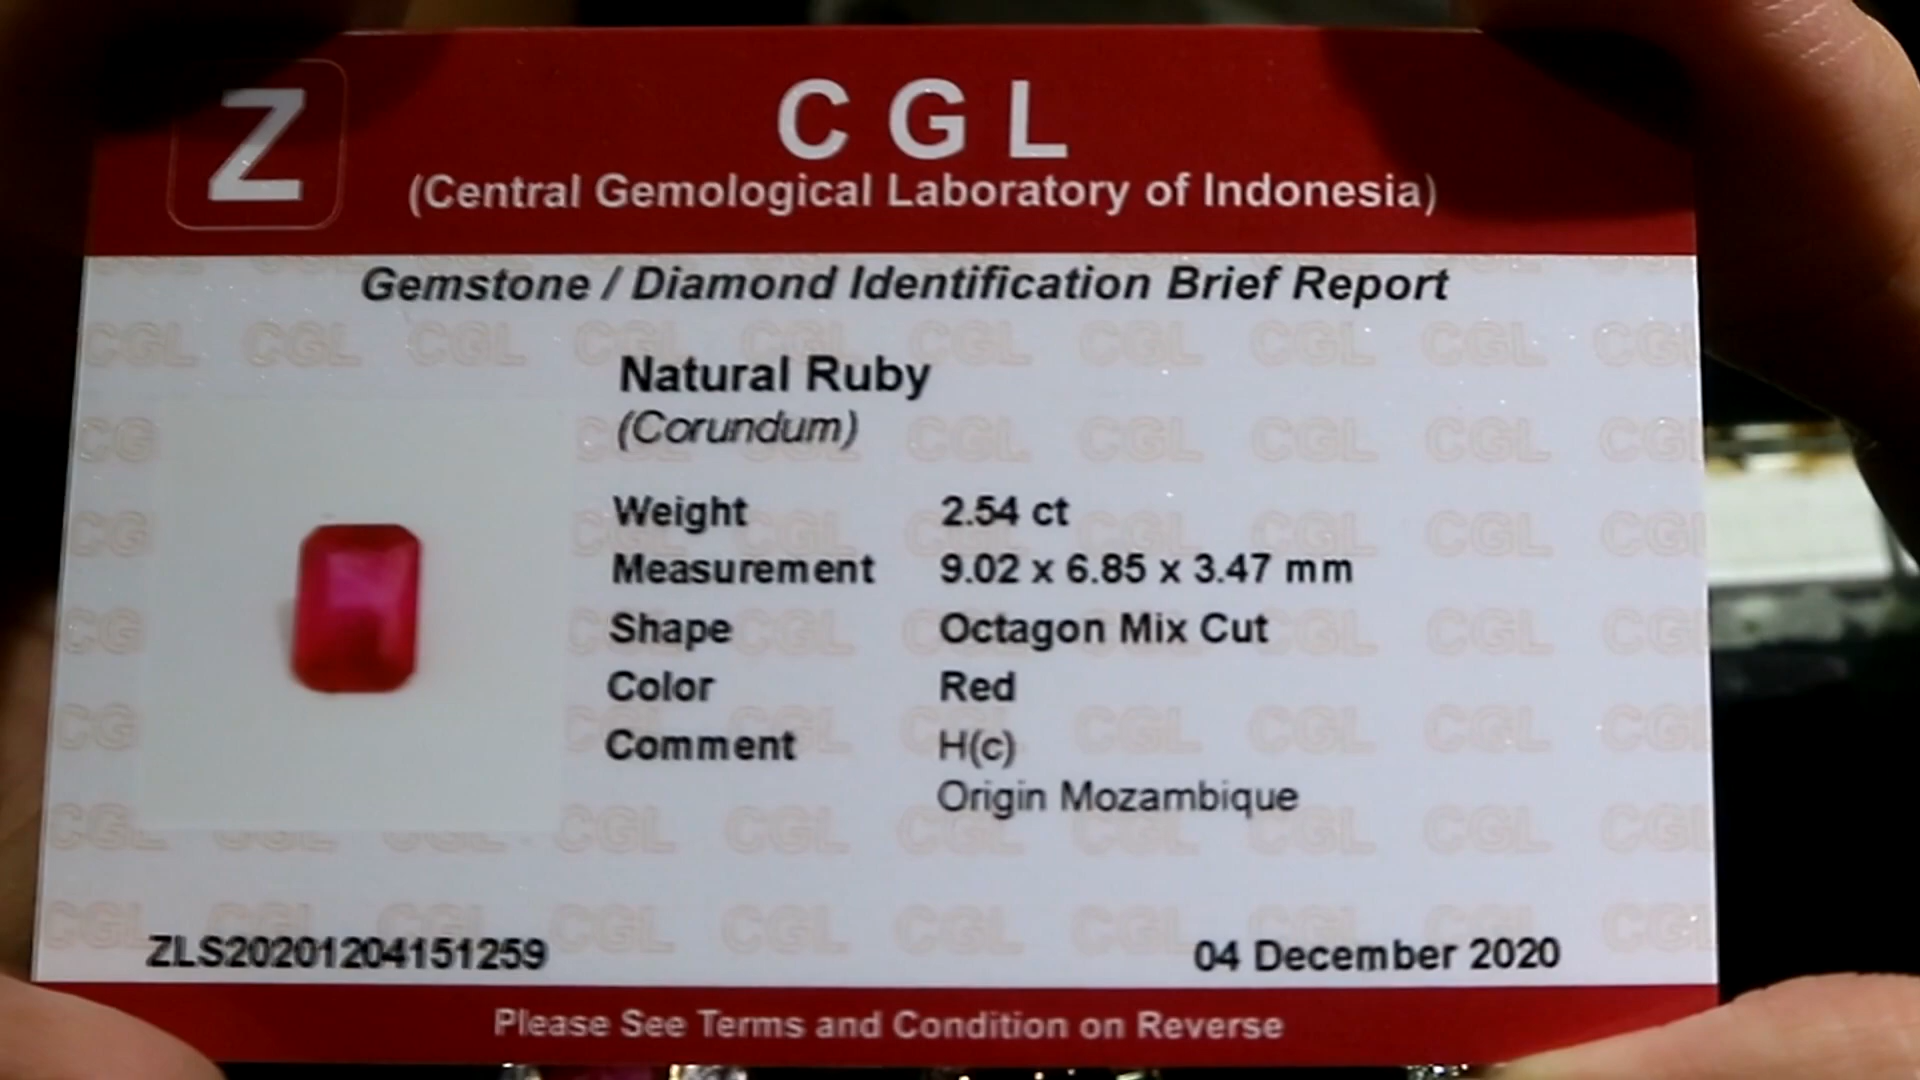 Z
C G L
(Central Gemological Laboratory of Indonesia)
Gemstone / Diamond Identification Brief Report
Natural Ruby
(Corundum)
Weight 2.54 ct
Measurement 9.02 x 6.85 x 3.47 mm
Shape Octagon Mix Cut
Color Red
Comment H(c)
Origin Mozambique
ZLS20201204151259 04 December 2020
Please See Terms and Condition on Reverse